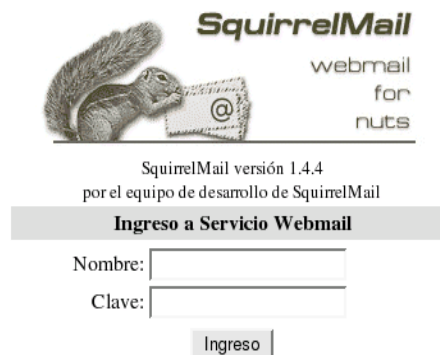 SquirrelMail
webmail
for
nuts
@
SquirrelMail versión 1.4.4
por el equipo de desarrollo de SquirrelMail
Ingreso a Servicio Webmail
Nombre:
Clave:
Ingreso